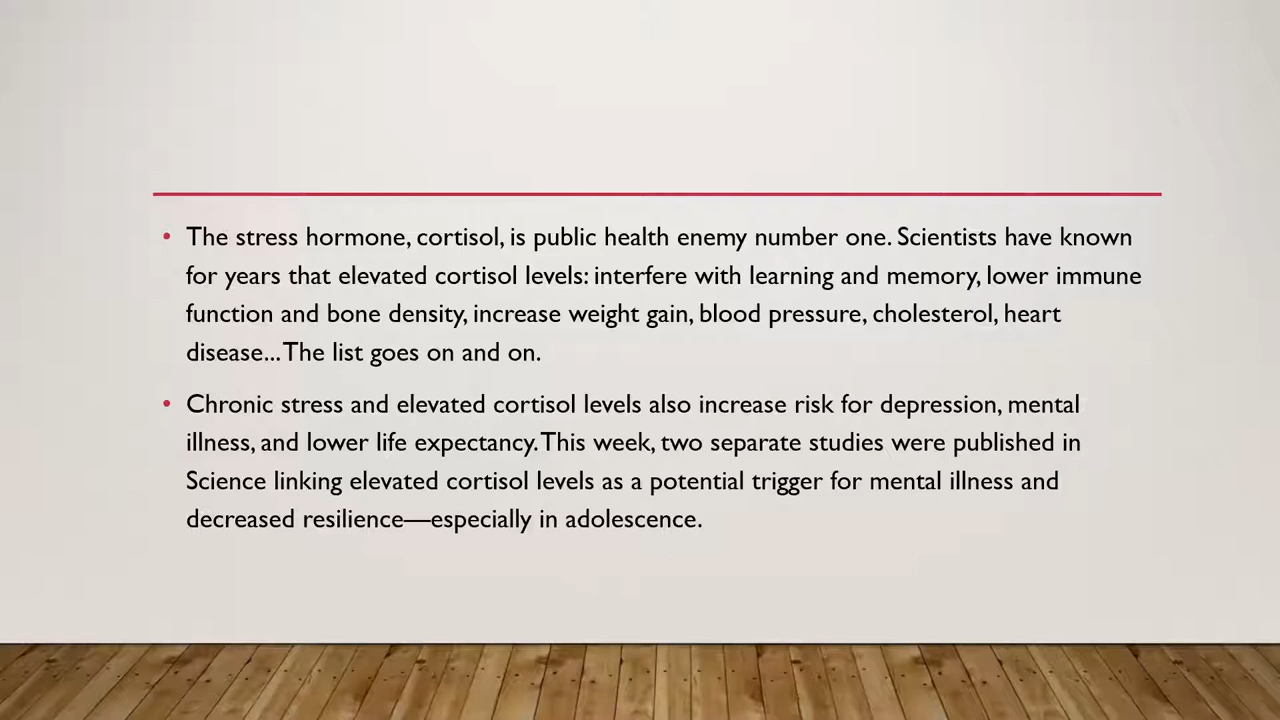 • The stress hormone, cortisol, is public health enemy number one. Scientists have known
for years that elevated cortisol levels: interfere with learning and memory, lower immune
function and bone density, increase weight gain, blood pressure, cholesterol, heart
disease... The list goes on and on.
• Chronic stress and elevated cortisol levels also increase risk for depression, mental
illness, and lower life expectancy. This week, two separate studies were published in
Science linking elevated cortisol levels as a potential trigger for mental illness and
decreased resilience—especially in adolescence.